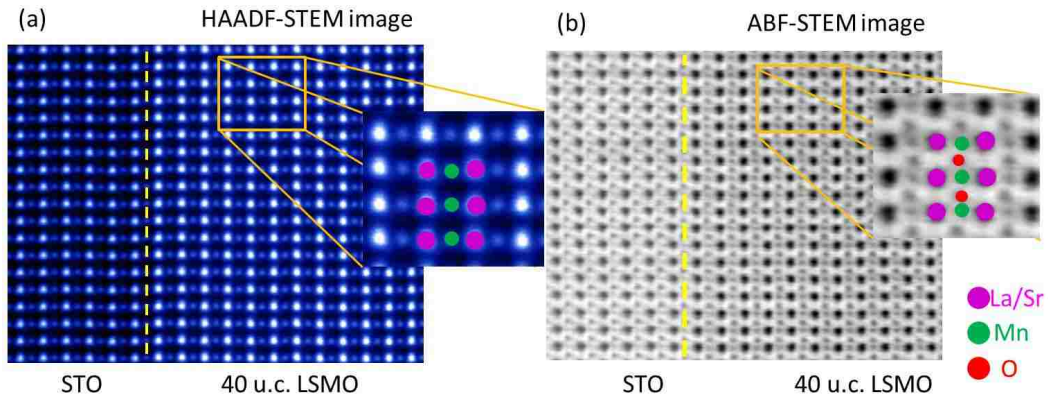 (a)
HAADF-STEM image
(b)
ABF-STEM image
La/Sr
Mn
O
STO
40 u.c. LSMO
STO
40 u.c. LSMO